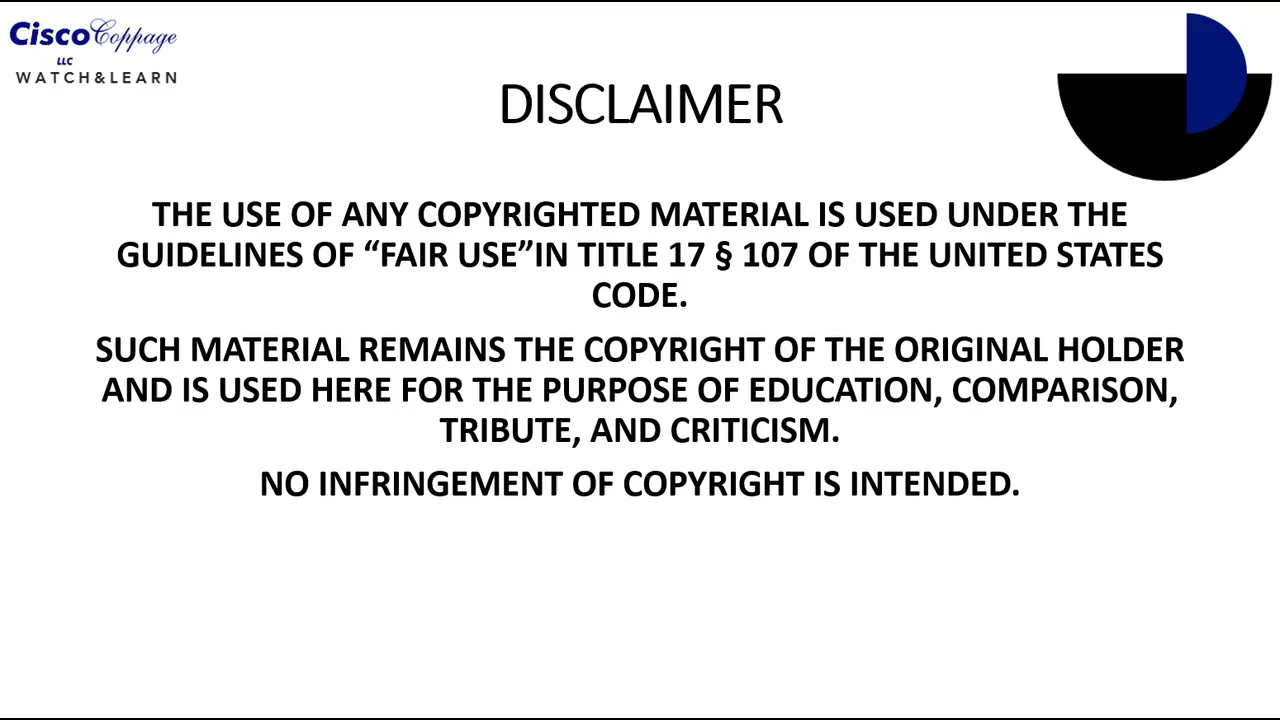 CiscoCoppage
LLC
WATCH&LEARN
DISCLAIMER
THE USE OF ANY COPYRIGHTED MATERIAL IS USED UNDER THE
GUIDELINES OF “FAIR USE”IN TITLE 17 § 107 OF THE UNITED STATES
CODE.
SUCH MATERIAL REMAINS THE COPYRIGHT OF THE ORIGINAL HOLDER
AND IS USED HERE FOR THE PURPOSE OF EDUCATION, COMPARISON,
TRIBUTE, AND CRITICISM.
NO INFRINGEMENT OF COPYRIGHT IS INTENDED.